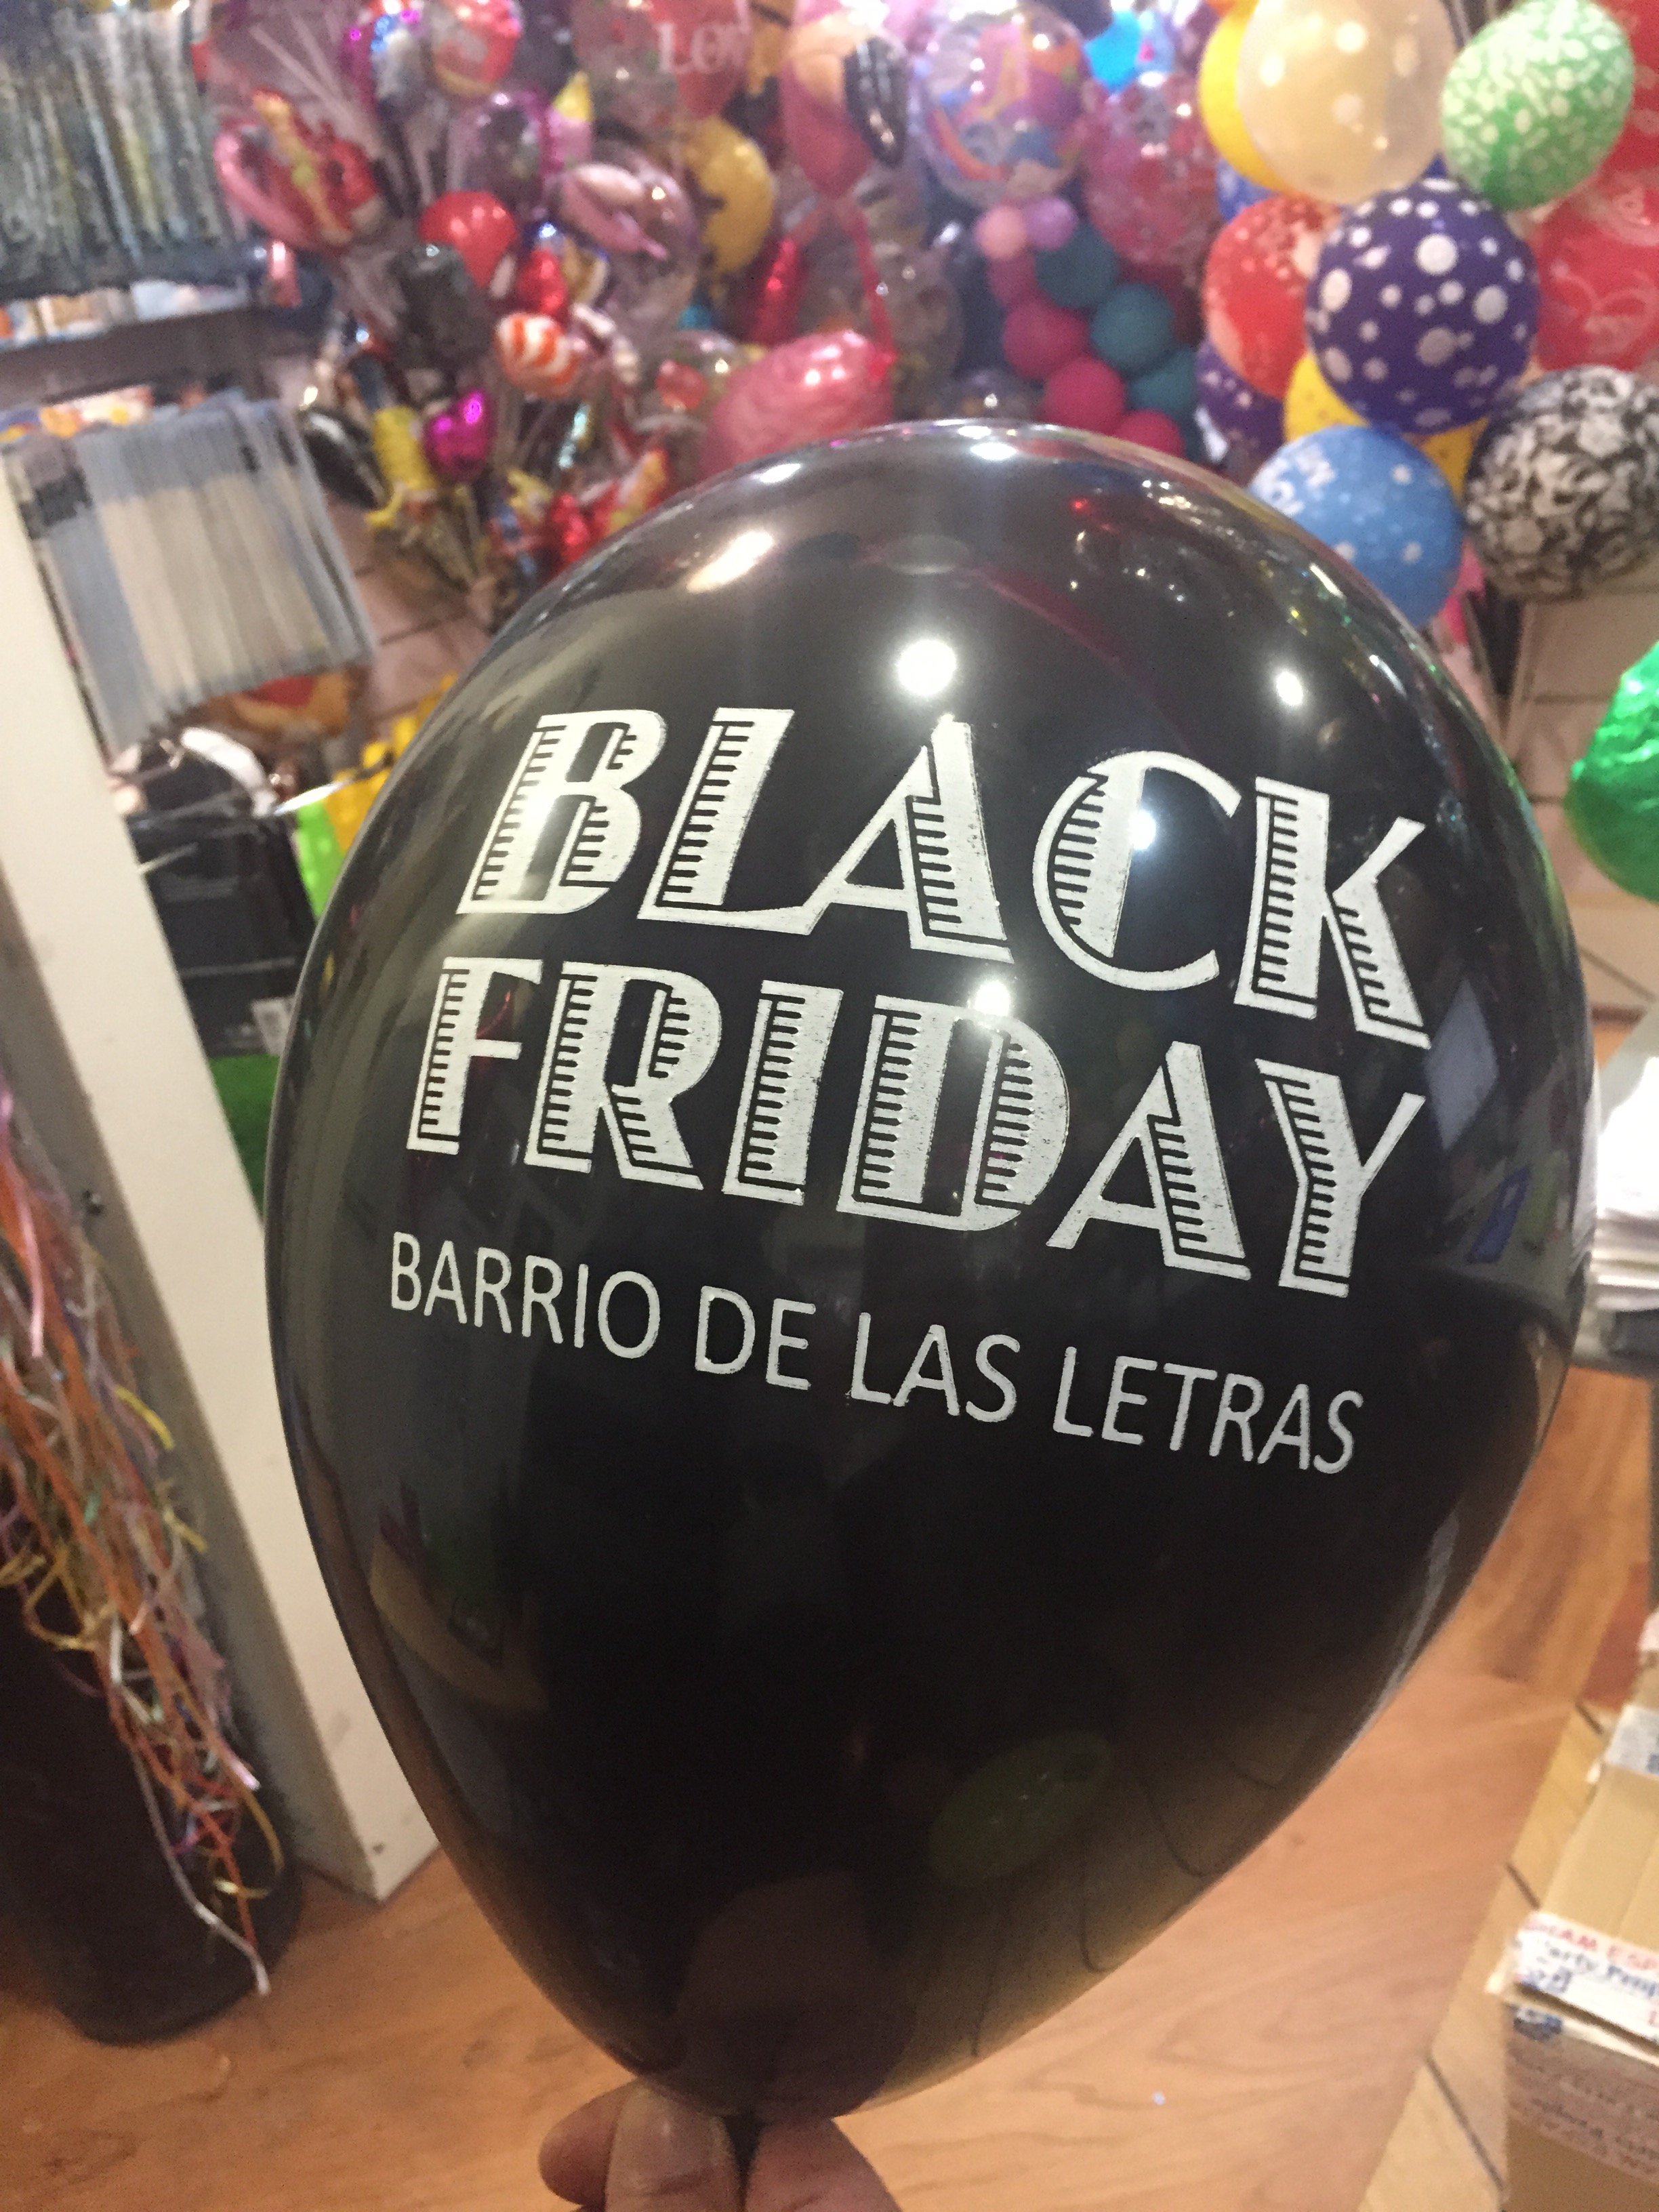 BLACK
FRIDAY
BARRIO DE LAS LETRAS